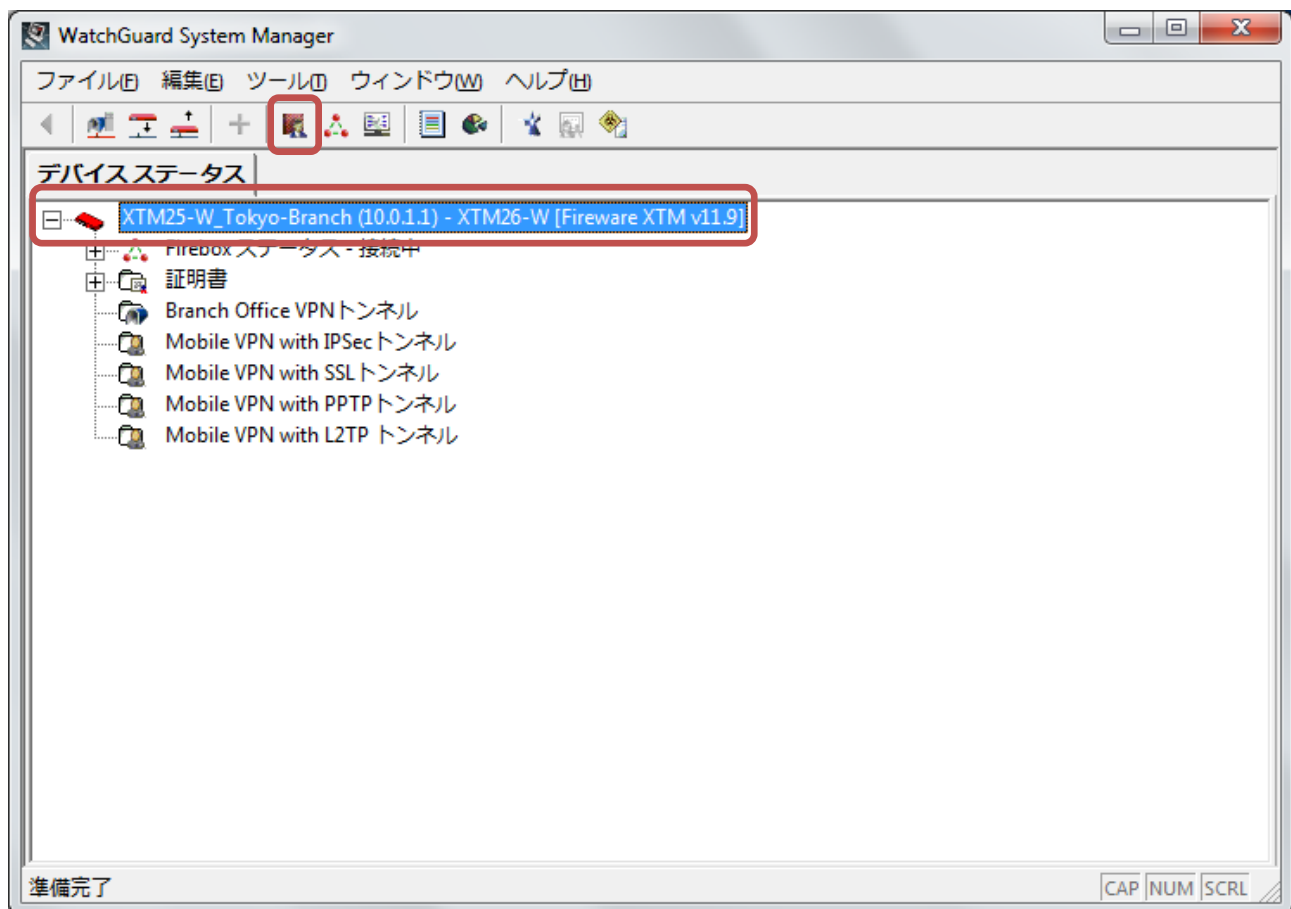 WatchGuard System Manager
ファイル(F) 編集(E) ツール(T) ウィンドウ(W) ヘルプ(H)
デバイス ステータス
XTM25-W_Tokyo-Branch (10.0.1.1) - XTM26-W [Fireware XTM v11.9]
Firebox ステータス - 接続中
証明書
Branch Office VPNトンネル
Mobile VPN with IPSecトンネル
Mobile VPN with SSLトンネル
Mobile VPN with PPTPトンネル
Mobile VPN with L2TP トンネル
準備完了 CAP NUM SCRL